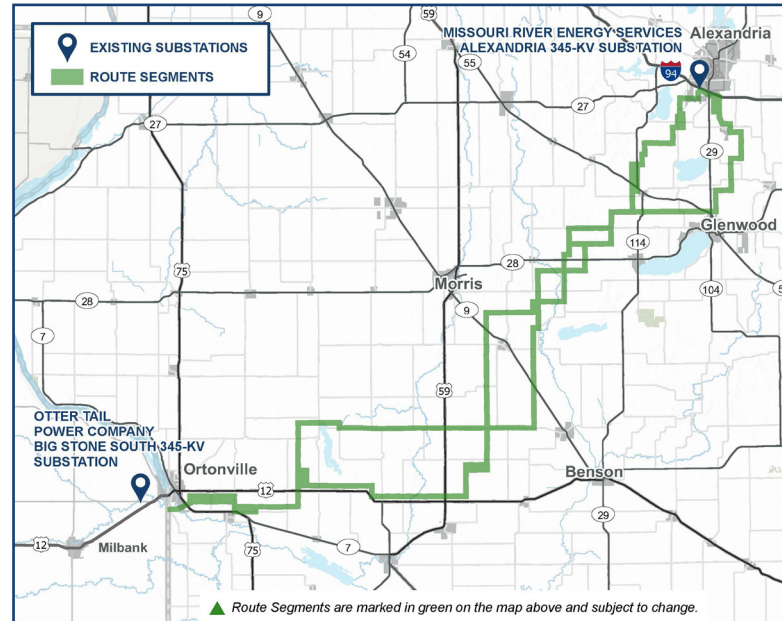 EXISTING SUBSTATIONS
ROUTE SEGMENTS
9
59
54
55
MISSOURI RIVER ENERGY SERVICES
ALEXANDRIA 345-KV SUBSTATION
Alexandria
94
27
27
29
Glenwood
114
28
104
75
28
7
Morris
9
59
OTTER TAIL
POWER COMPANY
BIG STONE SOUTH 345-KV
SUBSTATION
Ortonville
12
Benson
29
12
Milbank
75
7
Route Segments are marked in green on the map above and subject to change.